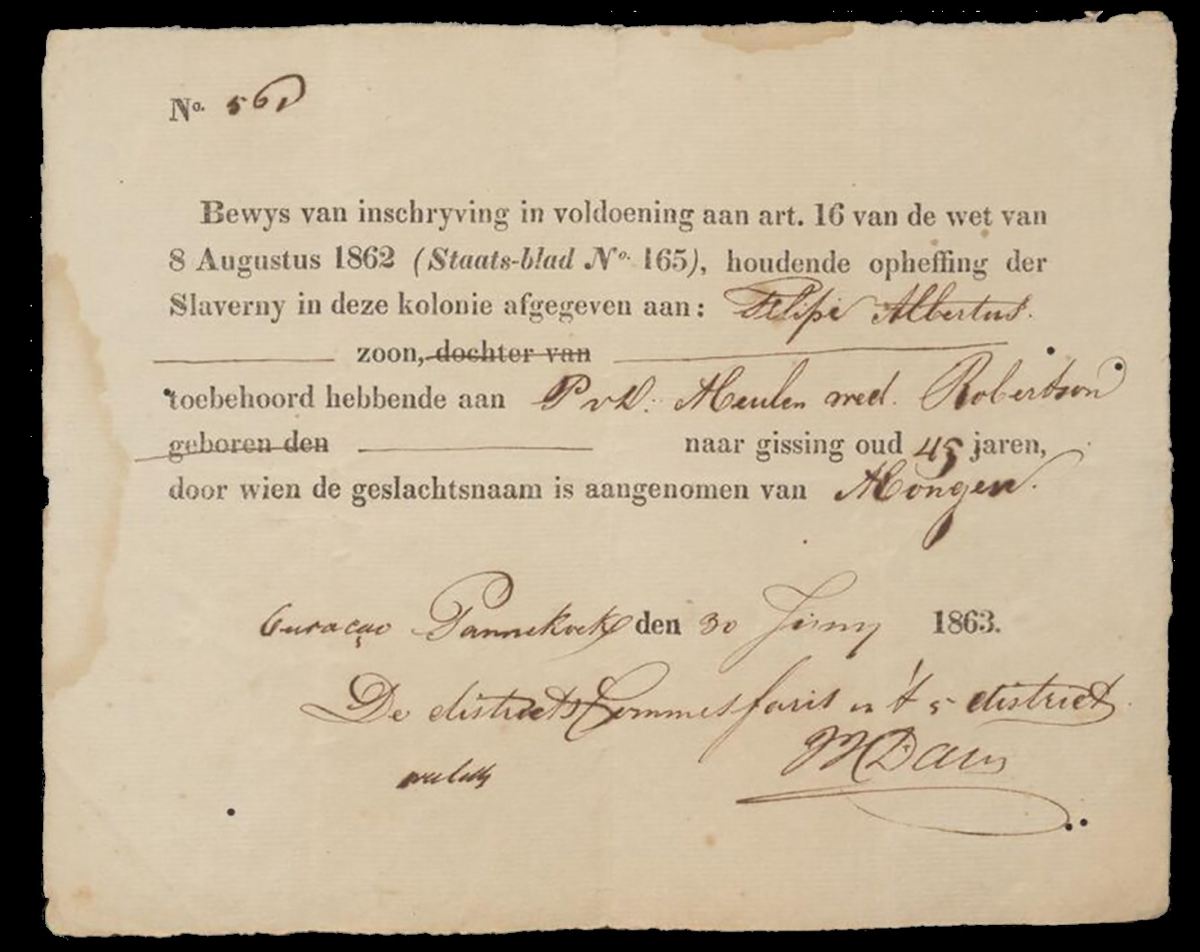 No. 560
Bewys van inschryving in voldoening aan art. 16 van de wet van
8 Augustus 1862 (Staats-blad No. 165), houdende opheffing der
Slaverny in deze kolonie afgegeven aan: Felipe Albertus.
zoon, dochter van
toebehoord hebbende aan P v d. Meulen wed. Robertson
geboren den naar gissing oud 45 jaren,
door wien de geslachtsnaam is aangenomen van Mongen.
Curaçao Pannekoek den 30 Juny 1863.
De districts Commissaris in 't 5 district